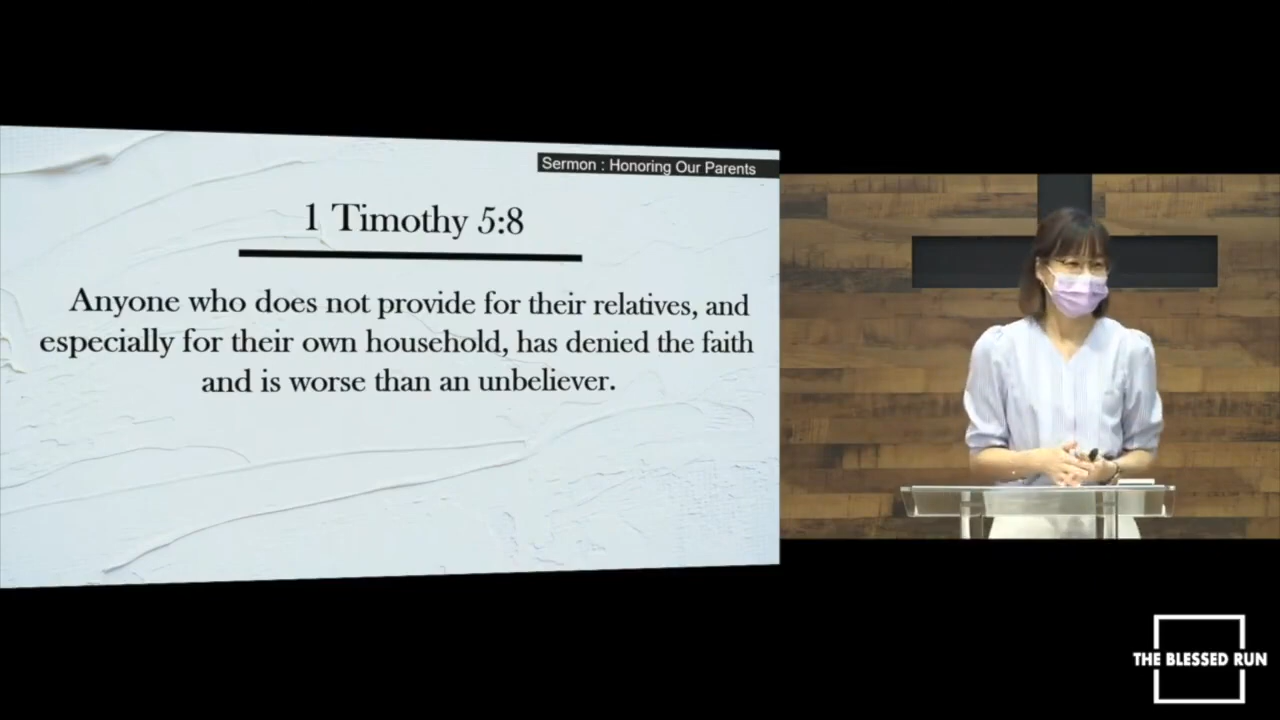 Sermon : Honoring Our Parents
1 Timothy 5:8
Anyone who does not provide for their relatives, and
especially for their own household, has denied the faith
and is worse than an unbeliever.
THE BLESSED RUN